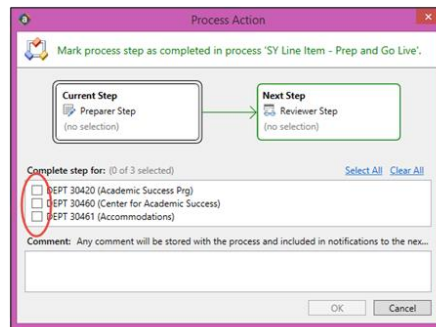 Process Action
Mark process step as completed in process 'SY Line Item - Prep and Go Live'.
Current Step
Preparer Step
(no selection)
Next Step
Reviewer Step
(no selection)
Complete step for: (0 of 3 selected)
Select All Clear All
DEPT 30420 (Academic Success Prg)
DEPT 30460 (Center for Academic Success)
DEPT 30461 (Accommodations)
Comment: Any comment will be stored with the process and included in notifications to the nex...
OK
Cancel